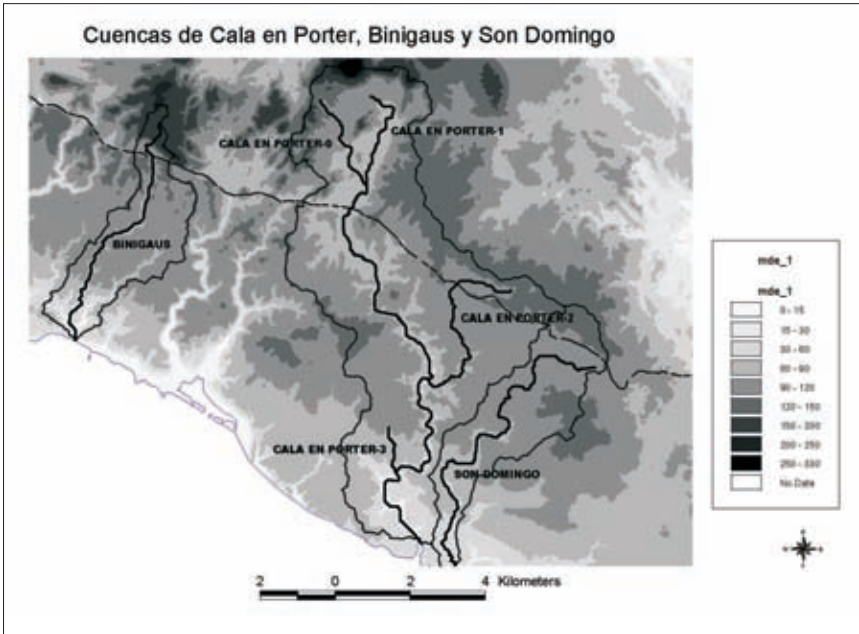 Cuencas de Cala en Porter, Binigaus y Son Domingo
CALA EN PORTER-0
CALA EN PORTER-1
BINIGAUS
CALA EN PORTER-2
CALA EN PORTER-3
SON DOMINGO
mde_1
mde_1
0 - 15
15 - 30
30 - 60
60 - 90
90 - 120
120 - 150
150 - 200
200 - 250
No Data
2 0 2 4 Kilometers